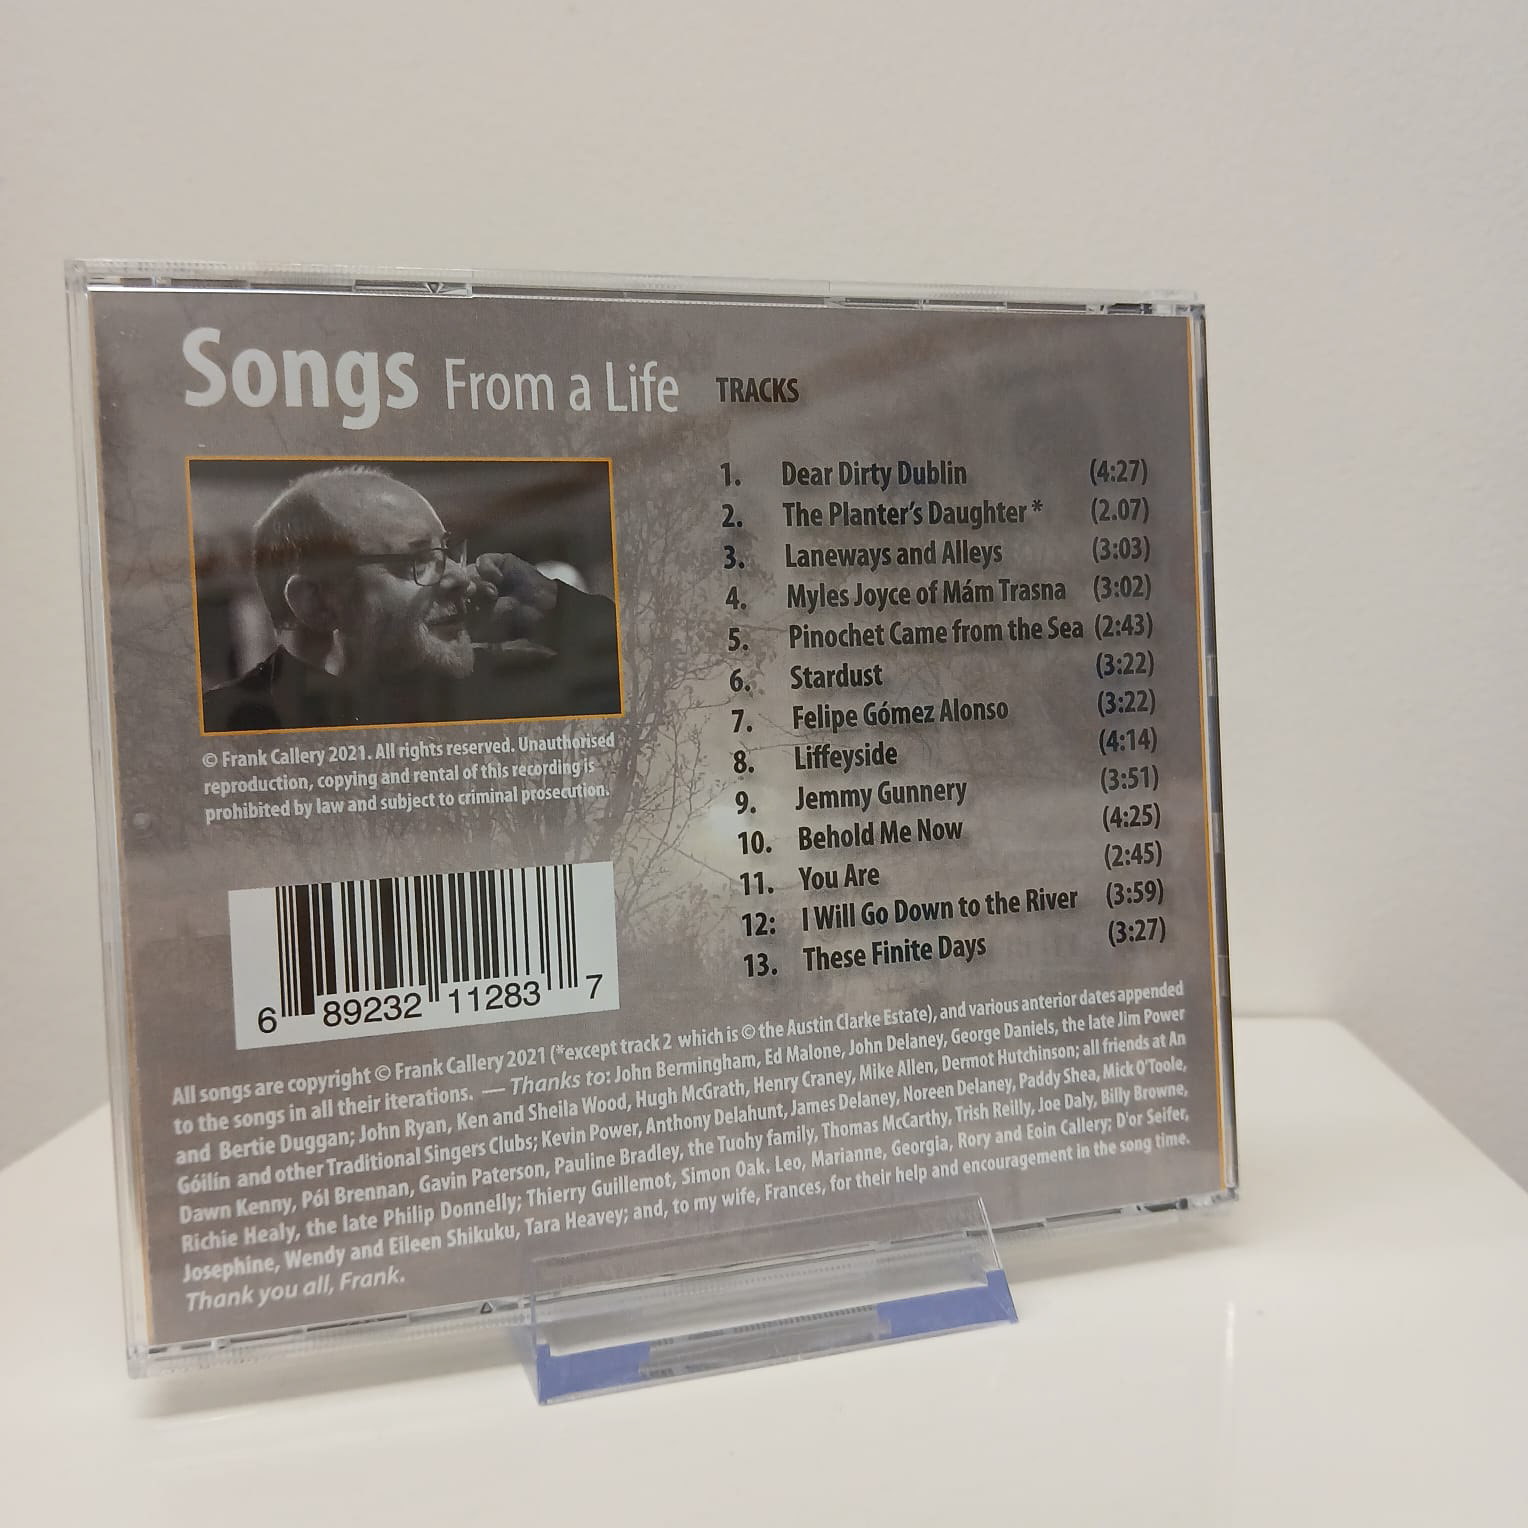 Songs From a Life
TRACKS
1. Dear Dirty Dublin (4:27)
2. The Planter's Daughter * (2.07)
3. Laneways and Alleys (3:03)
4. Myles Joyce of Mám Trasna (3:02)
5. Pinochet Came from the Sea (2:43)
6. Stardust (3:22)
7. Felipe Gómez Alonso (3:22)
8. Liffeyside (4:14)
9. Jemmy Gunnery (3:51)
10. Behold Me Now (4:25)
11. You Are (2:45)
12: I Will Go Down to the River (3:59)
13. These Finite Days (3:27)
© Frank Callery 2021. All rights reserved. Unauthorised
reproduction, copying and rental of this recording is
prohibited by law and subject to criminal prosecution.
6 89232 11283 7
All songs are copyright © Frank Callery 2021 (*except track 2 which is © the Austin Clarke Estate), and various anterior dates appended
to the songs in all their iterations. — Thanks to: John Bermingham, Ed Malone, John Delaney, George Daniels, the late Jim Power
and Bertie Duggan; John Ryan, Ken and Sheila Wood, Hugh McGrath, Henry Craney, Mike Allen, Dermot Hutchinson; all friends at An
Góilín and other Traditional Singers Clubs; Kevin Power, Anthony Delahunt, James Delaney, Noreen Delaney, Paddy Shea, Mick O'Toole,
Dawn Kenny, Pól Brennan, Gavin Paterson, Pauline Bradley, the Tuohy family, Thomas McCarthy, Trish Reilly, Joe Daly, Billy Browne,
Richie Healy, the late Philip Donnelly; Thierry Guillemot, Simon Oak. Leo, Marianne, Georgia, Rory and Eoin Callery; D'or Seifer,
Josephine, Wendy and Eileen Shikuku, Tara Heavey; and, to my wife, Frances, for their help and encouragement in the song time.
Thank you all, Frank.